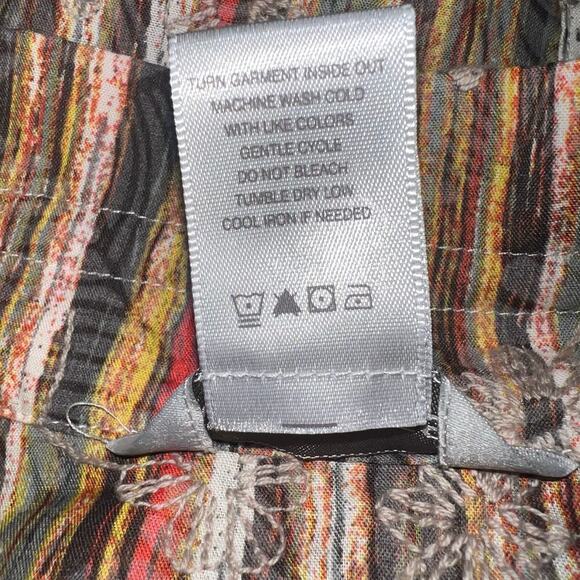 TURN GARMENT INSIDE OUT
MACHINE WASH COLD
WITH LIKE COLORS
GENTLE CYCLE
DO NOT BLEACH
TUMBLE DRY LOW
COOL IRON IF NEEDED